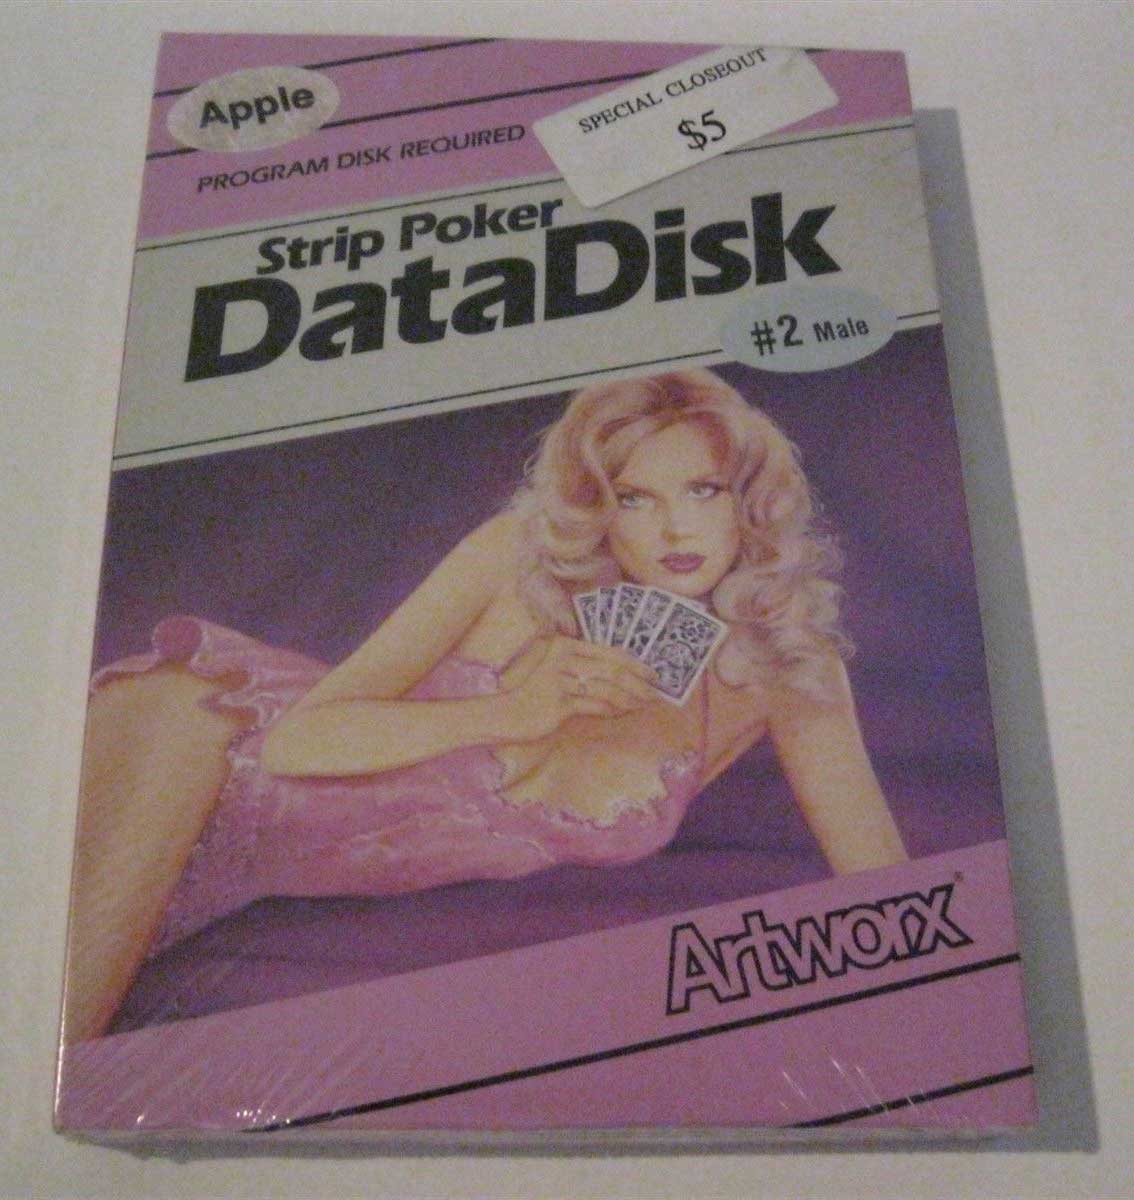 Apple
SPECIAL CLOSEOUT
$5
PROGRAM DISK REQUIRED
Strip Poker
DataDisk
#2 Male
Artworx®